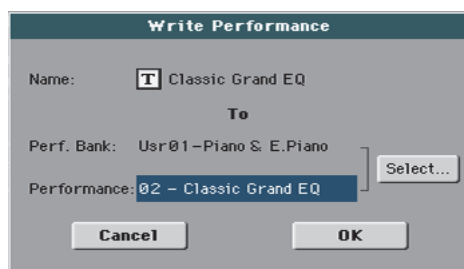 Write Performance
Name: T Classic Grand EQ
To
Perf. Bank: Usr01-Piano & E.Piano
Select...
Performance: 02 - Classic Grand EQ
Cancel OK